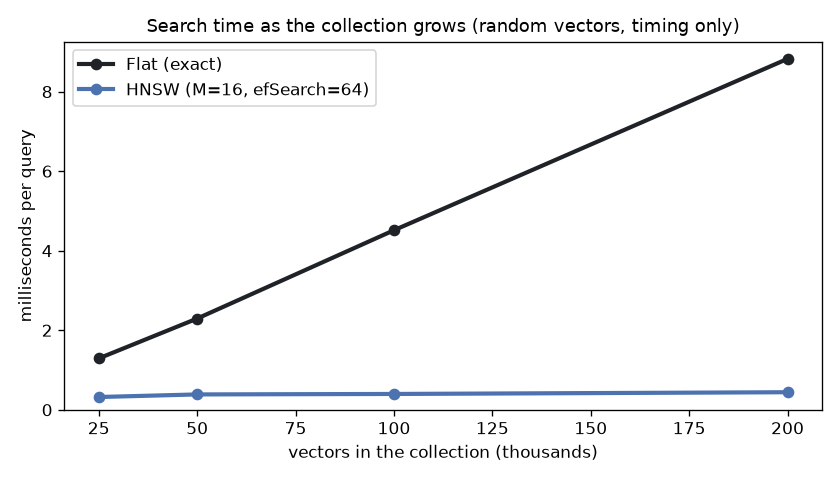 Search time as the collection grows (random vectors, timing only)
Flat (exact)
HNSW (M=16, efSearch=64)
milliseconds per query
8
6
4
2
0
25 50 75 100 125 150 175 200
vectors in the collection (thousands)